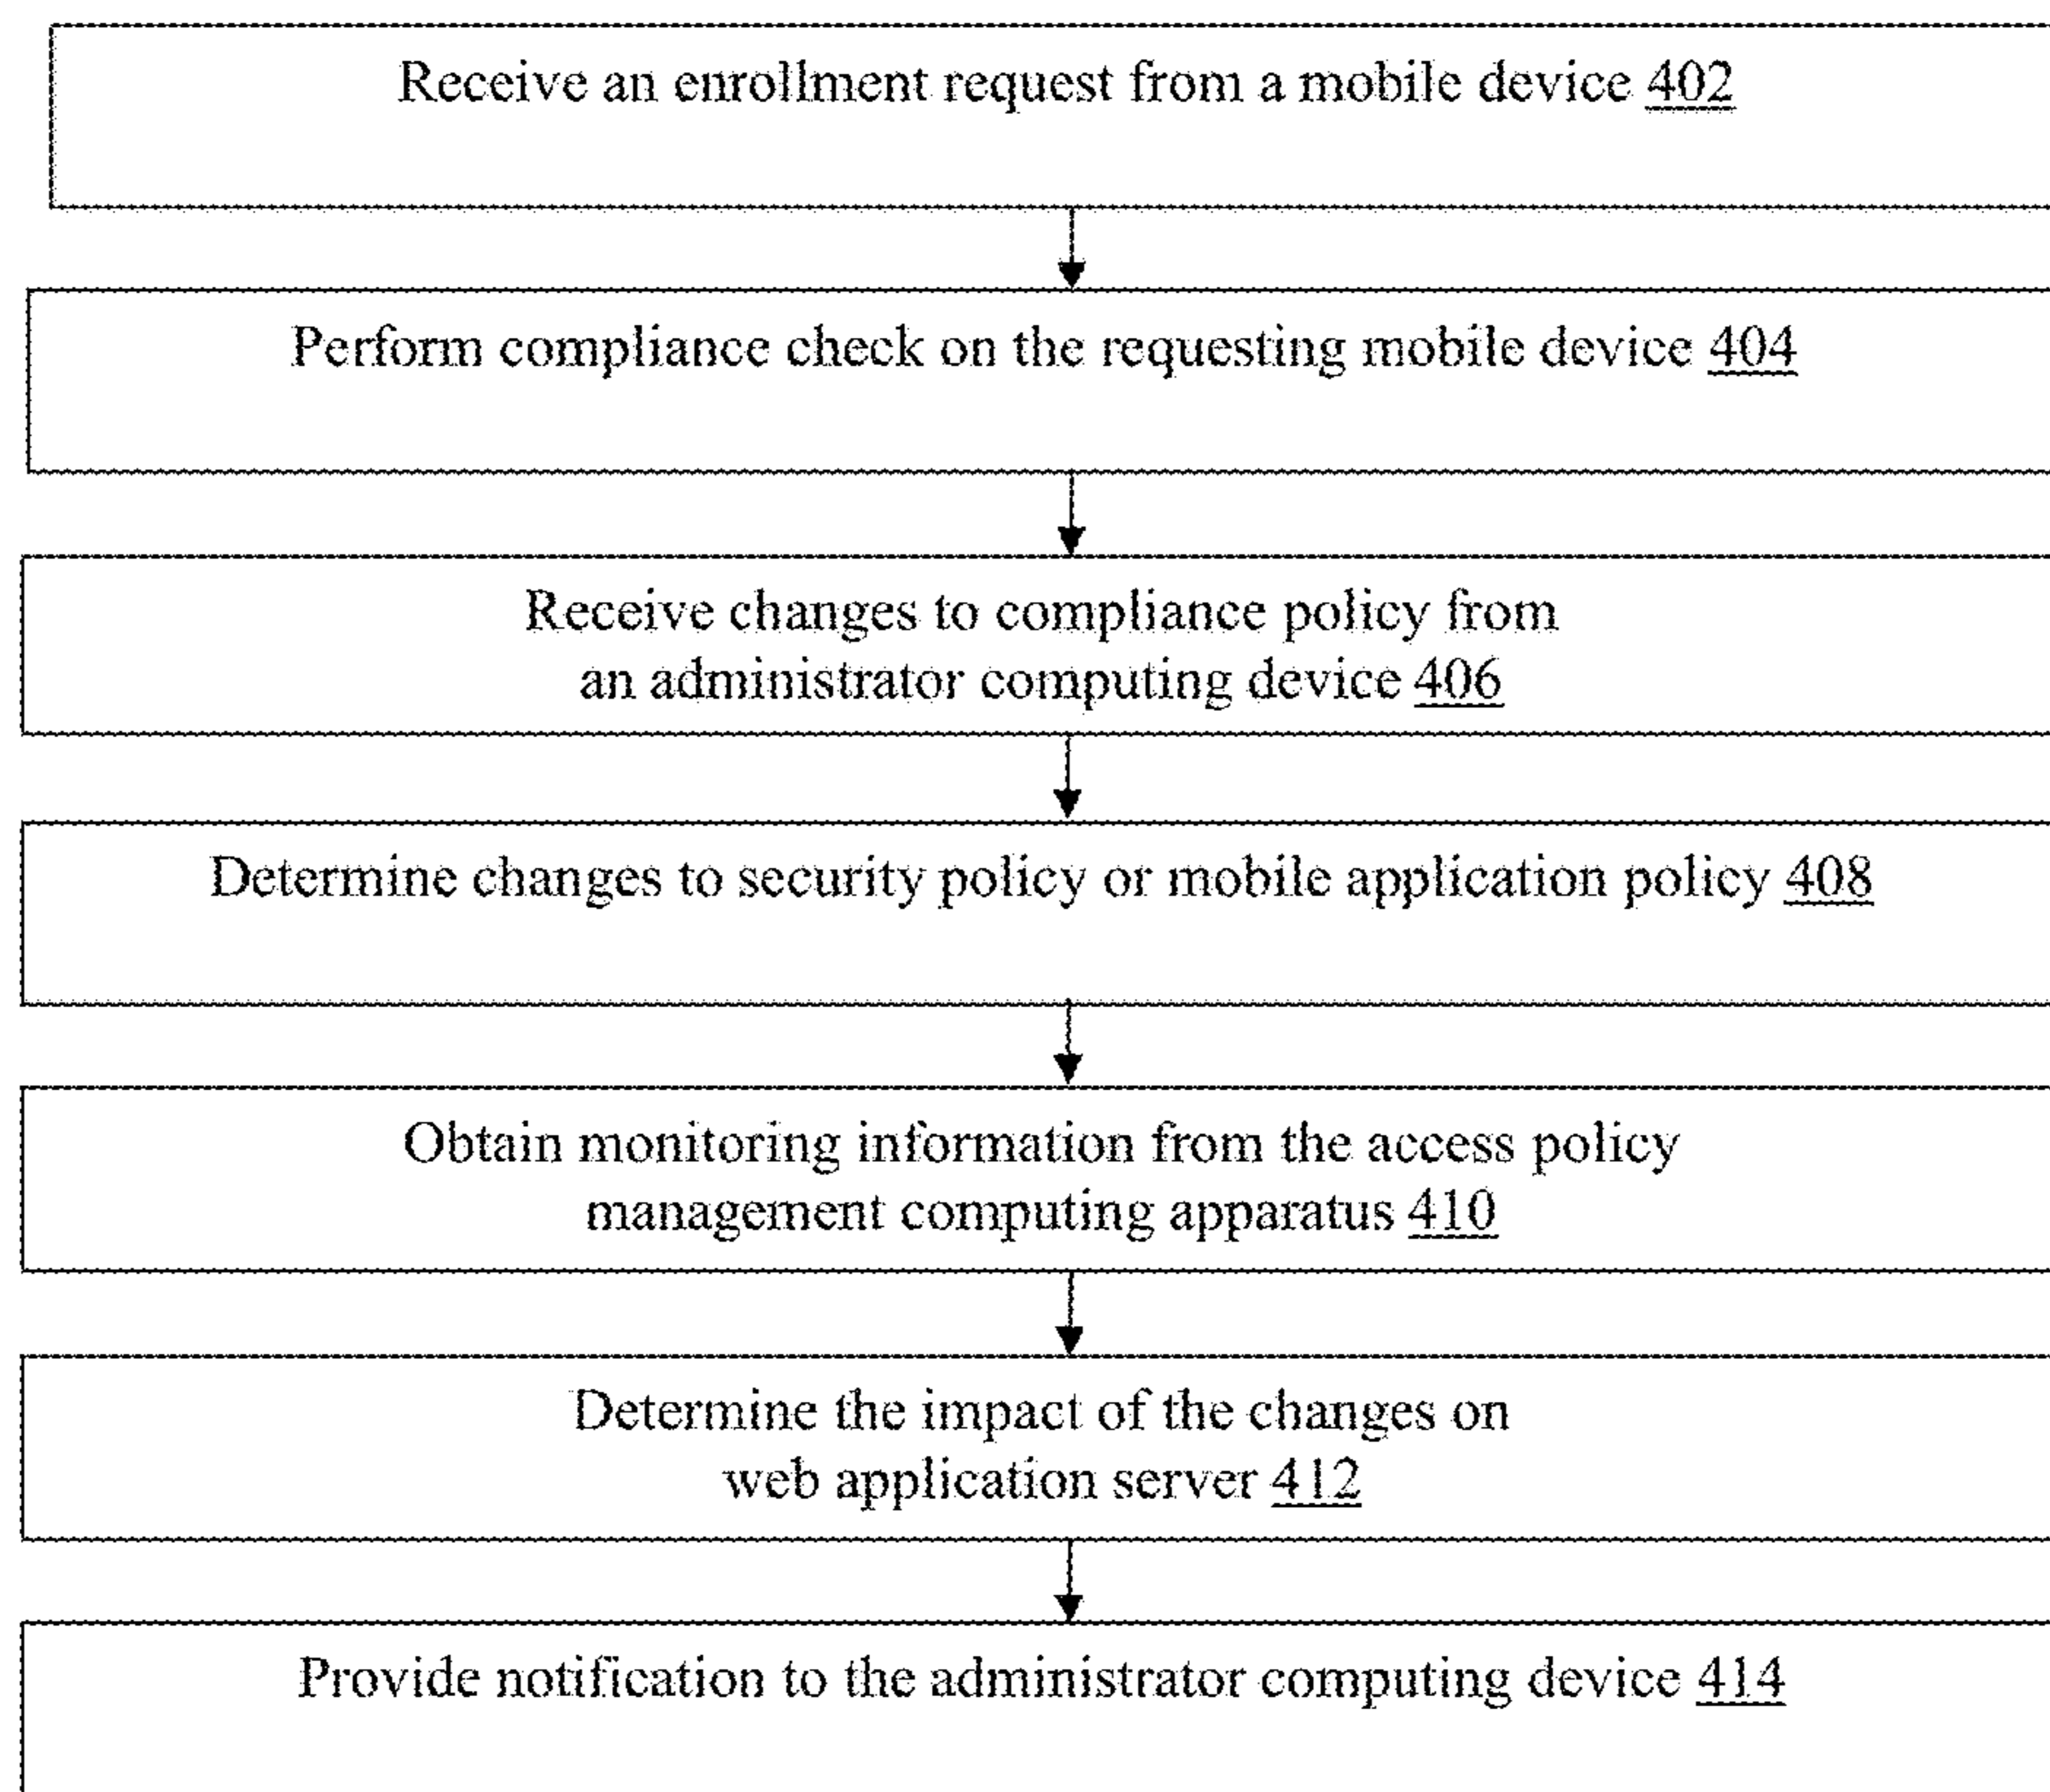 Receive an enrollment request from a mobile device 402
Perform compliance check on the requesting mobile device 404
Receive changes to compliance policy from
an administrator computing device 406
Determine changes to security policy or mobile application policy 408
Obtain monitoring information from the access policy
management computing apparatus 410
Determine the impact of the changes on
web application server 412
Provide notification to the administrator computing device 414